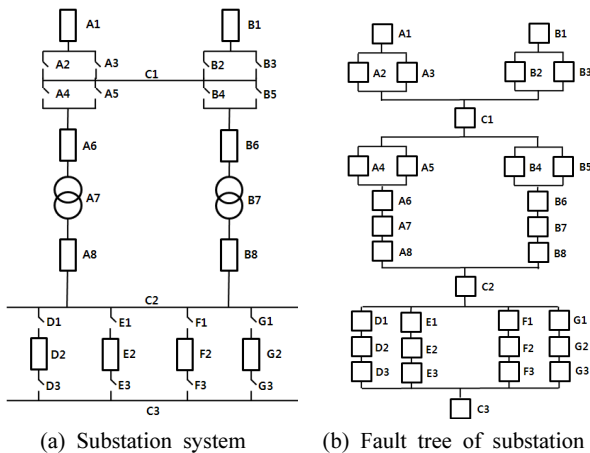 A1
B1
A2
A3
C1
B2
B3
A4
A5
B4
B5
A6
B6
A7
B7
A8
B8
C2
D1
E1
F1
G1
D2
E2
F2
G2
D3
E3
F3
G3
C3
(a) Substation system
A1
B1
A2
A3
B2
B3
C1
A4
A5
B4
B5
A6
B6
A7
B7
A8
B8
C2
D1
E1
F1
G1
D2
E2
F2
G2
D3
E3
F3
G3
C3
(b) Fault tree of substation